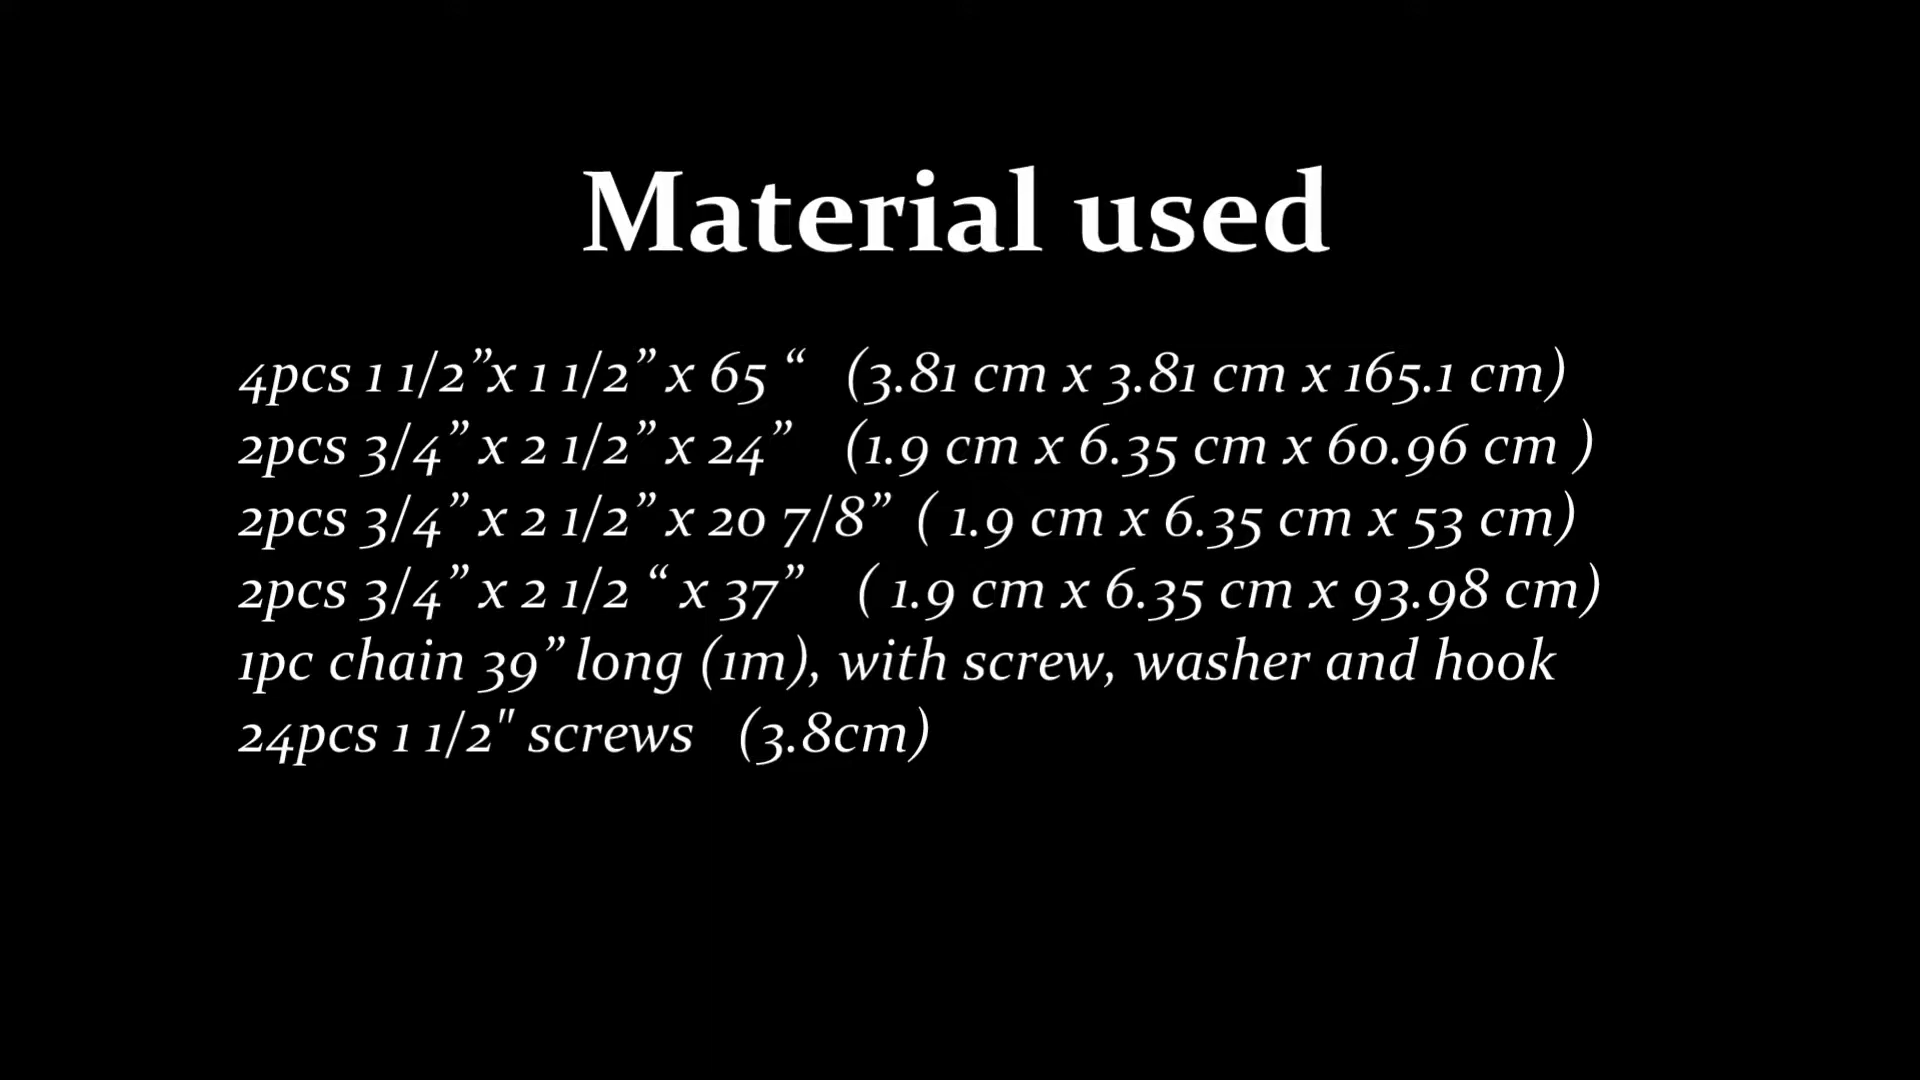 Material used
4pcs 1 1/2”x 1 1/2” x 65 “ (3.81 cm x 3.81 cm x 165.1 cm)
2pcs 3/4” x 2 1/2” x 24” (1.9 cm x 6.35 cm x 60.96 cm )
2pcs 3/4” x 2 1/2” x 20 7/8” ( 1.9 cm x 6.35 cm x 53 cm)
2pcs 3/4” x 2 1/2 “ x 37” ( 1.9 cm x 6.35 cm x 93.98 cm)
1pc chain 39” long (1m), with screw, washer and hook
24pcs 1 1/2" screws (3.8cm)